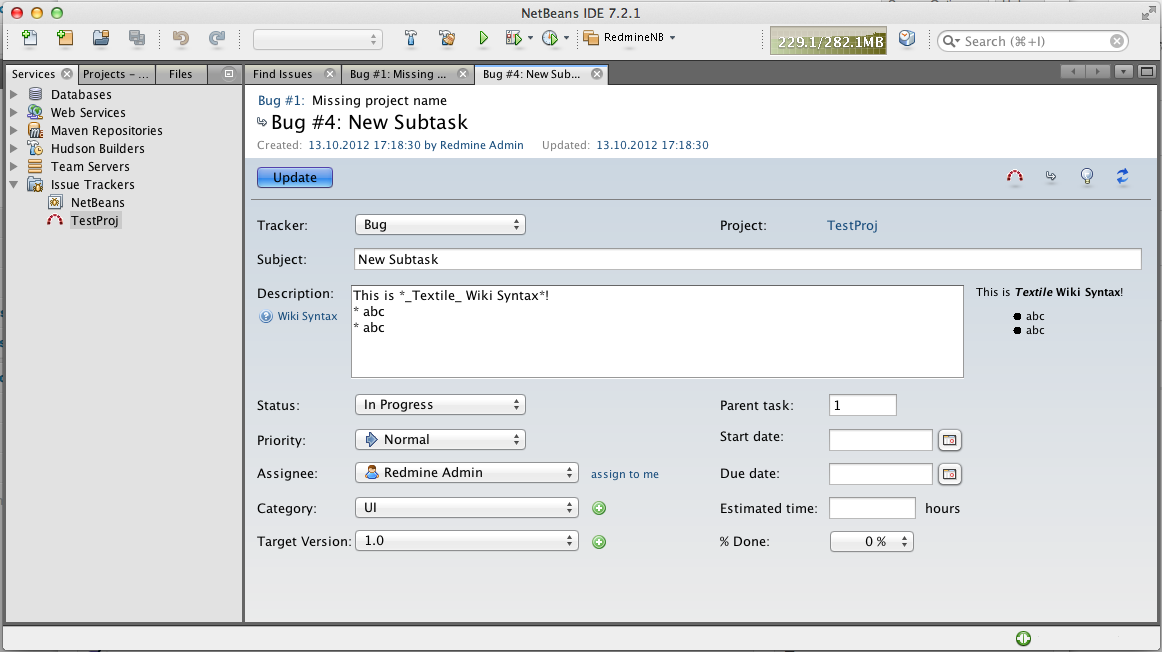 NetBeans IDE 7.2.1
RedmineNB
229.1/282.1MB
Search (⌘+I)
Services
Projects – ...
Files
Find Issues
Bug #1: Missing ...
Bug #4: New Sub...
Databases
Web Services
Maven Repositories
Hudson Builders
Team Servers
Issue Trackers
NetBeans
TestProj
Bug #1: Missing project name
Bug #4: New Subtask
Created: 13.10.2012 17:18:30 by Redmine Admin Updated: 13.10.2012 17:18:30
Update
Tracker: Bug Project: TestProj
Subject: New Subtask
Description:
Wiki Syntax
This is *_Textile_ Wiki Syntax*!
* abc
* abc
This is Textile Wiki Syntax!
● abc
● abc
Status: In Progress Parent task: 1
Priority: Normal Start date:
Assignee: Redmine Admin assign to me Due date:
Category: UI Estimated time: hours
Target Version: 1.0 % Done: 0 %